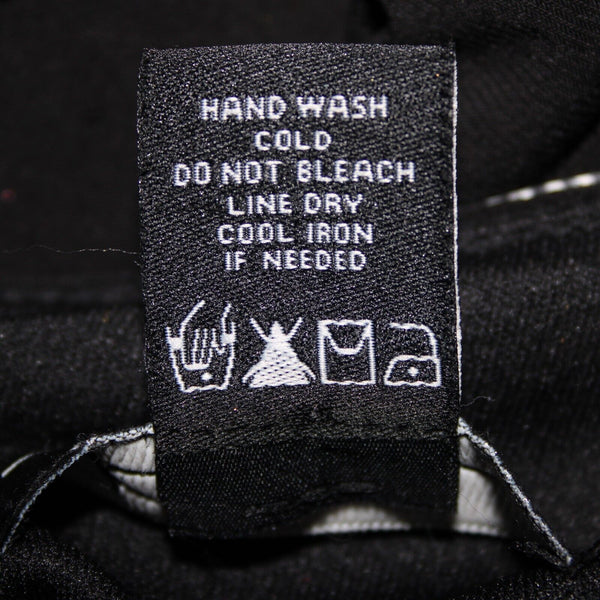 HAND WASH
COLD
DO NOT BLEACH
LINE DRY
COOL IRON
IF NEEDED